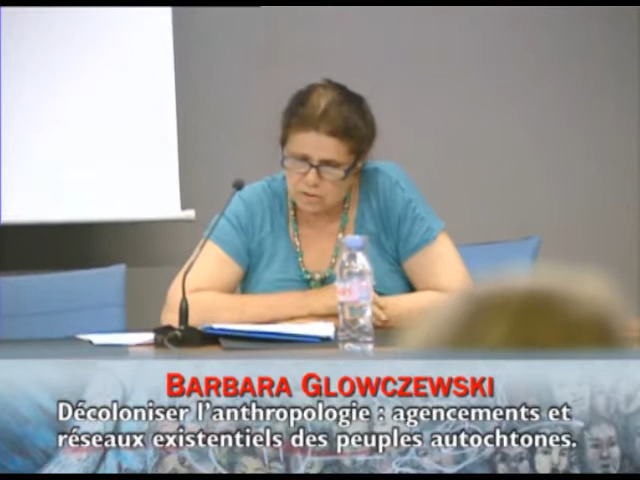 BARBARA GLOWCZEWSKI
Décoloniser l'anthropologie : agencements et
réseaux existentiels des peuples autochtones.